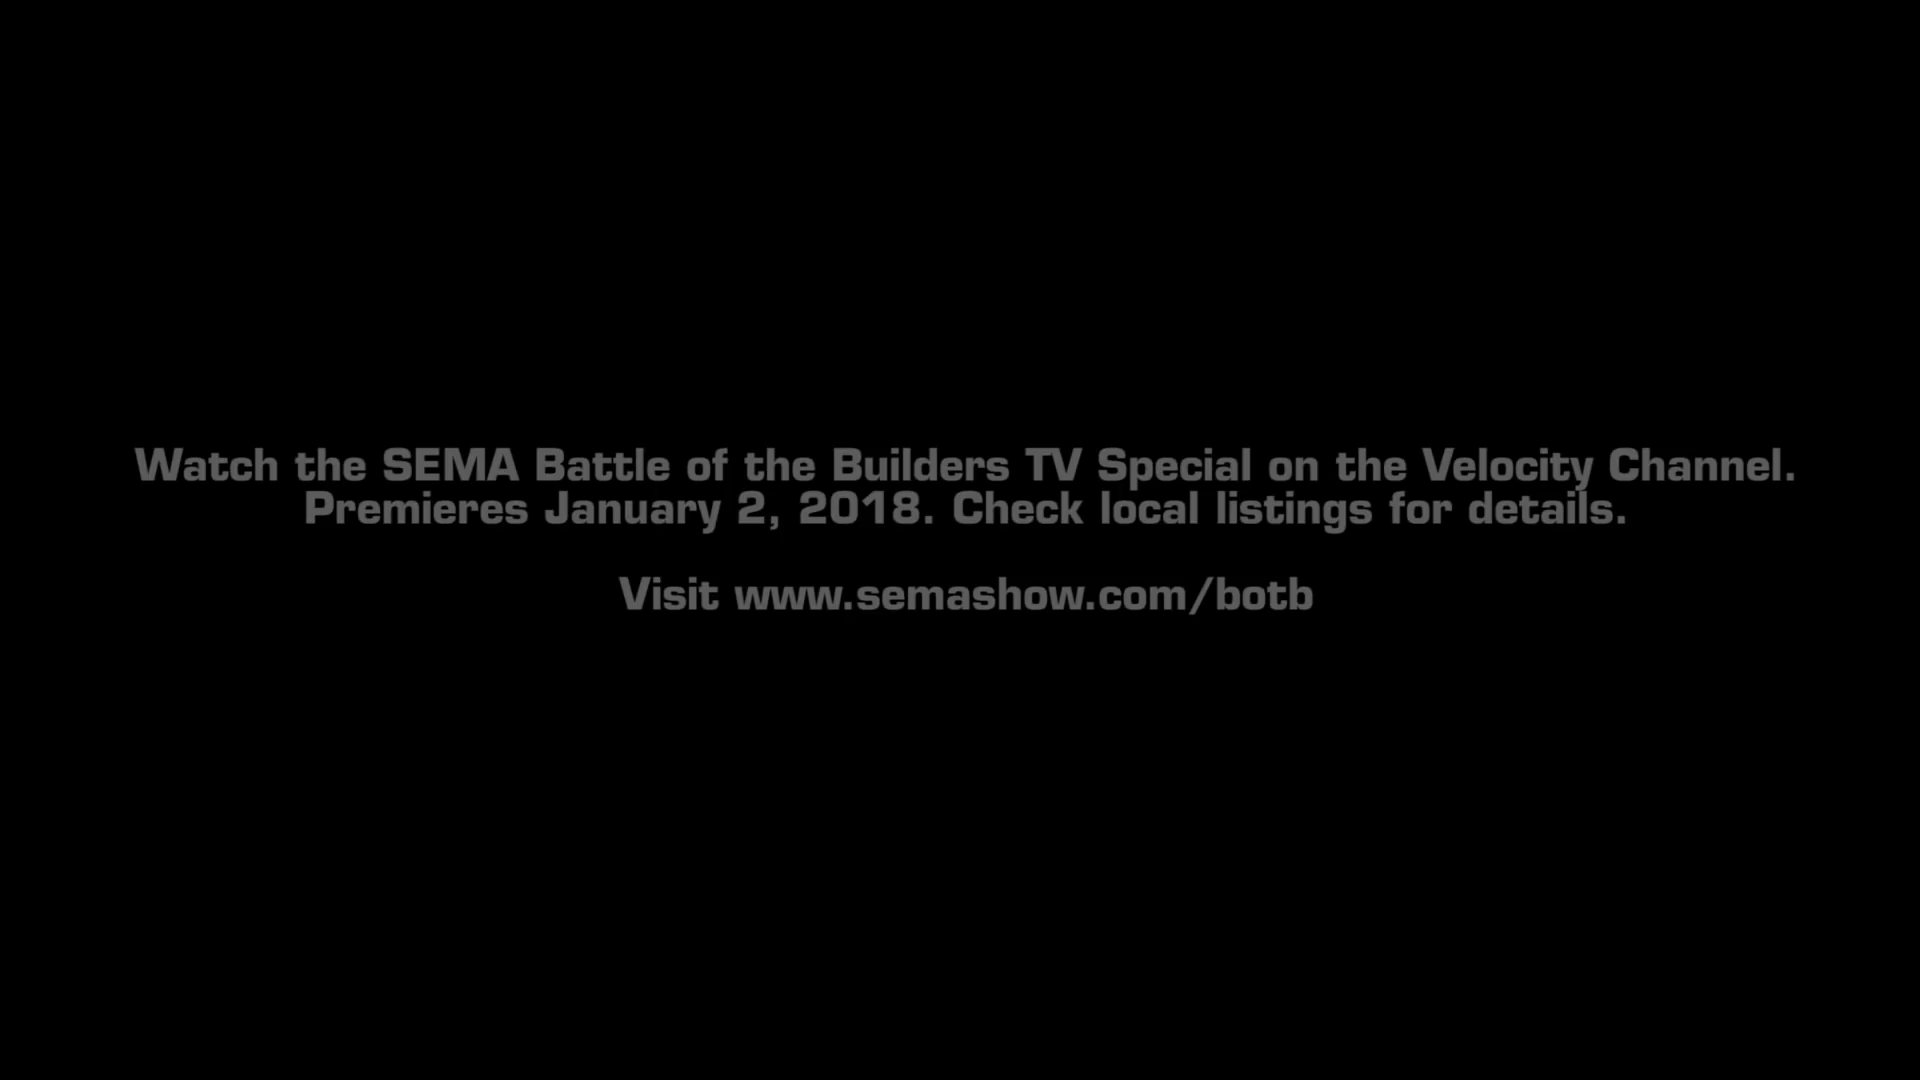 Watch the SEMA Battle of the Builders TV Special on the Velocity Channel.
Premieres January 2, 2018. Check local listings for details.
Visit www.semashow.com/botb